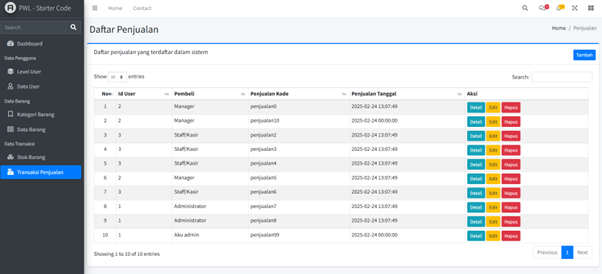 PWL - Starter Code
Home Contact
Search
Daftar Penjualan
Home / Penjualan
Dashboard
Data Pengguna
Level User
Data User
Data Barang
Kategori Barang
Data Barang
Data Transaksi
Stok Barang
Transaksi Penjualan
Daftar penjualan yang terdaftar dalam sistem
Tambah
Show 10 entries
Search:
No Id User Pembeli Penjualan Kode Penjualan Tanggal Aksi
1 2 Manager penjualan0 2025-02-24 13:07:49 Detail Edit Hapus
2 2 Manager penjualan10 2025-02-24 00:00:00 Detail Edit Hapus
3 3 Staff/Kasir penjualan2 2025-02-24 13:07:49 Detail Edit Hapus
4 3 Staff/Kasir penjualan3 2025-02-24 13:07:49 Detail Edit Hapus
5 3 Staff/Kasir penjualan4 2025-02-24 13:07:49 Detail Edit Hapus
6 2 Manager penjualan5 2025-02-24 13:07:49 Detail Edit Hapus
7 3 Staff/Kasir penjualan6 2025-02-24 13:07:49 Detail Edit Hapus
8 1 Administrator penjualan7 2025-02-24 13:07:49 Detail Edit Hapus
9 1 Administrator penjualan8 2025-02-24 13:07:49 Detail Edit Hapus
10 1 Aku admin penjualan99 2025-02-24 00:00:00 Detail Edit Hapus
Showing 1 to 10 of 10 entries
Previous 1 Next